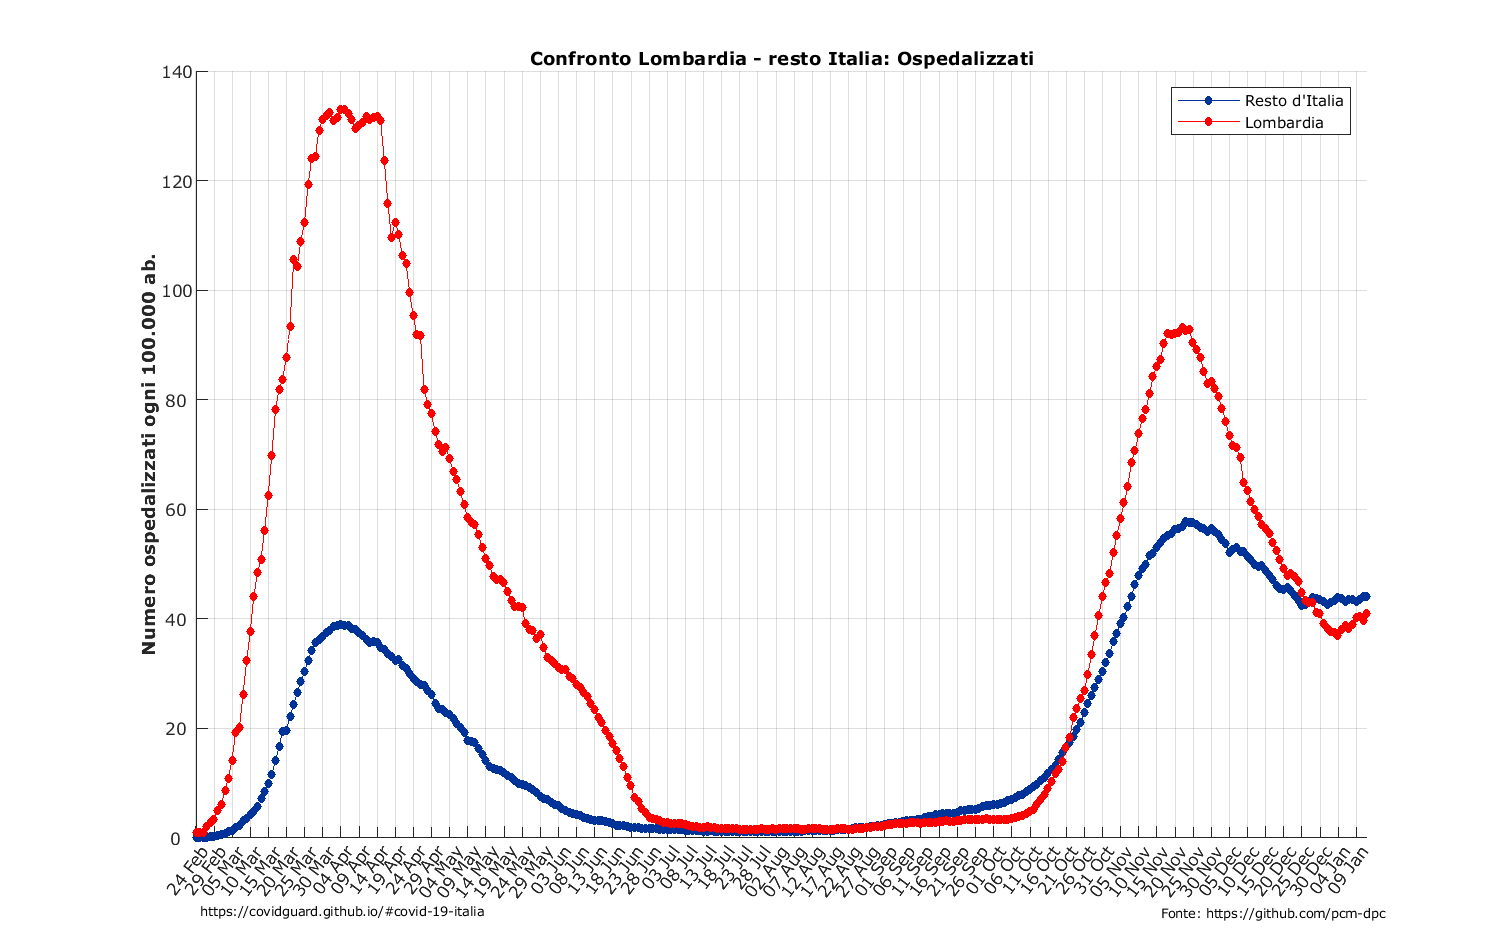 Confronto Lombardia - resto Italia: Ospedalizzati
Resto d'Italia
Lombardia
Numero ospedalizzati ogni 100.000 ab.
140
120
100
80
60
40
20
0
24 Feb
29 Feb
05 Mar
10 Mar
15 Mar
20 Mar
25 Mar
30 Mar
04 Apr
09 Apr
14 Apr
19 Apr
24 Apr
29 Apr
04 May
09 May
14 May
19 May
24 May
29 May
03 Jun
08 Jun
13 Jun
18 Jun
23 Jun
28 Jun
03 Jul
08 Jul
13 Jul
18 Jul
23 Jul
28 Jul
02 Aug
07 Aug
12 Aug
17 Aug
22 Aug
27 Aug
01 Sep
06 Sep
11 Sep
16 Sep
21 Sep
26 Sep
01 Oct
06 Oct
11 Oct
16 Oct
21 Oct
26 Oct
31 Oct
05 Nov
10 Nov
15 Nov
20 Nov
25 Nov
30 Nov
05 Dec
10 Dec
15 Dec
20 Dec
25 Dec
30 Dec
04 Jan
09 Jan
https://covidguard.github.io/#covid-19-italia
Fonte: https://github.com/pcm-dpc